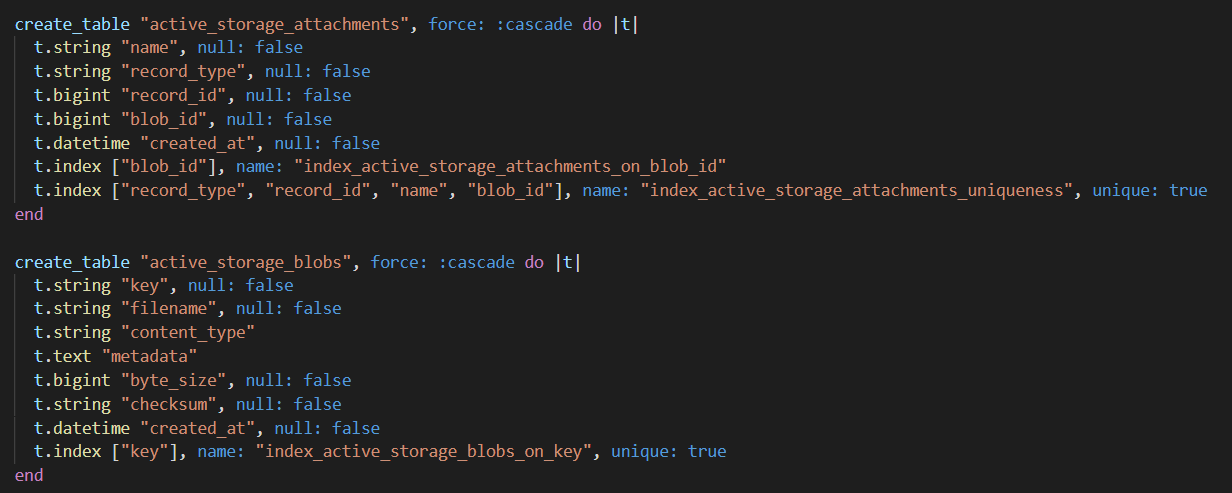 create_table "active_storage_attachments", force: :cascade do |t|
  t.string "name", null: false
  t.string "record_type", null: false
  t.bigint "record_id", null: false
  t.bigint "blob_id", null: false
  t.datetime "created_at", null: false
  t.index ["blob_id"], name: "index_active_storage_attachments_on_blob_id"
  t.index ["record_type", "record_id", "name", "blob_id"], name: "index_active_storage_attachments_uniqueness", unique: true
end

create_table "active_storage_blobs", force: :cascade do |t|
  t.string "key", null: false
  t.string "filename", null: false
  t.string "content_type"
  t.text "metadata"
  t.bigint "byte_size", null: false
  t.string "checksum", null: false
  t.datetime "created_at", null: false
  t.index ["key"], name: "index_active_storage_blobs_on_key", unique: true
end